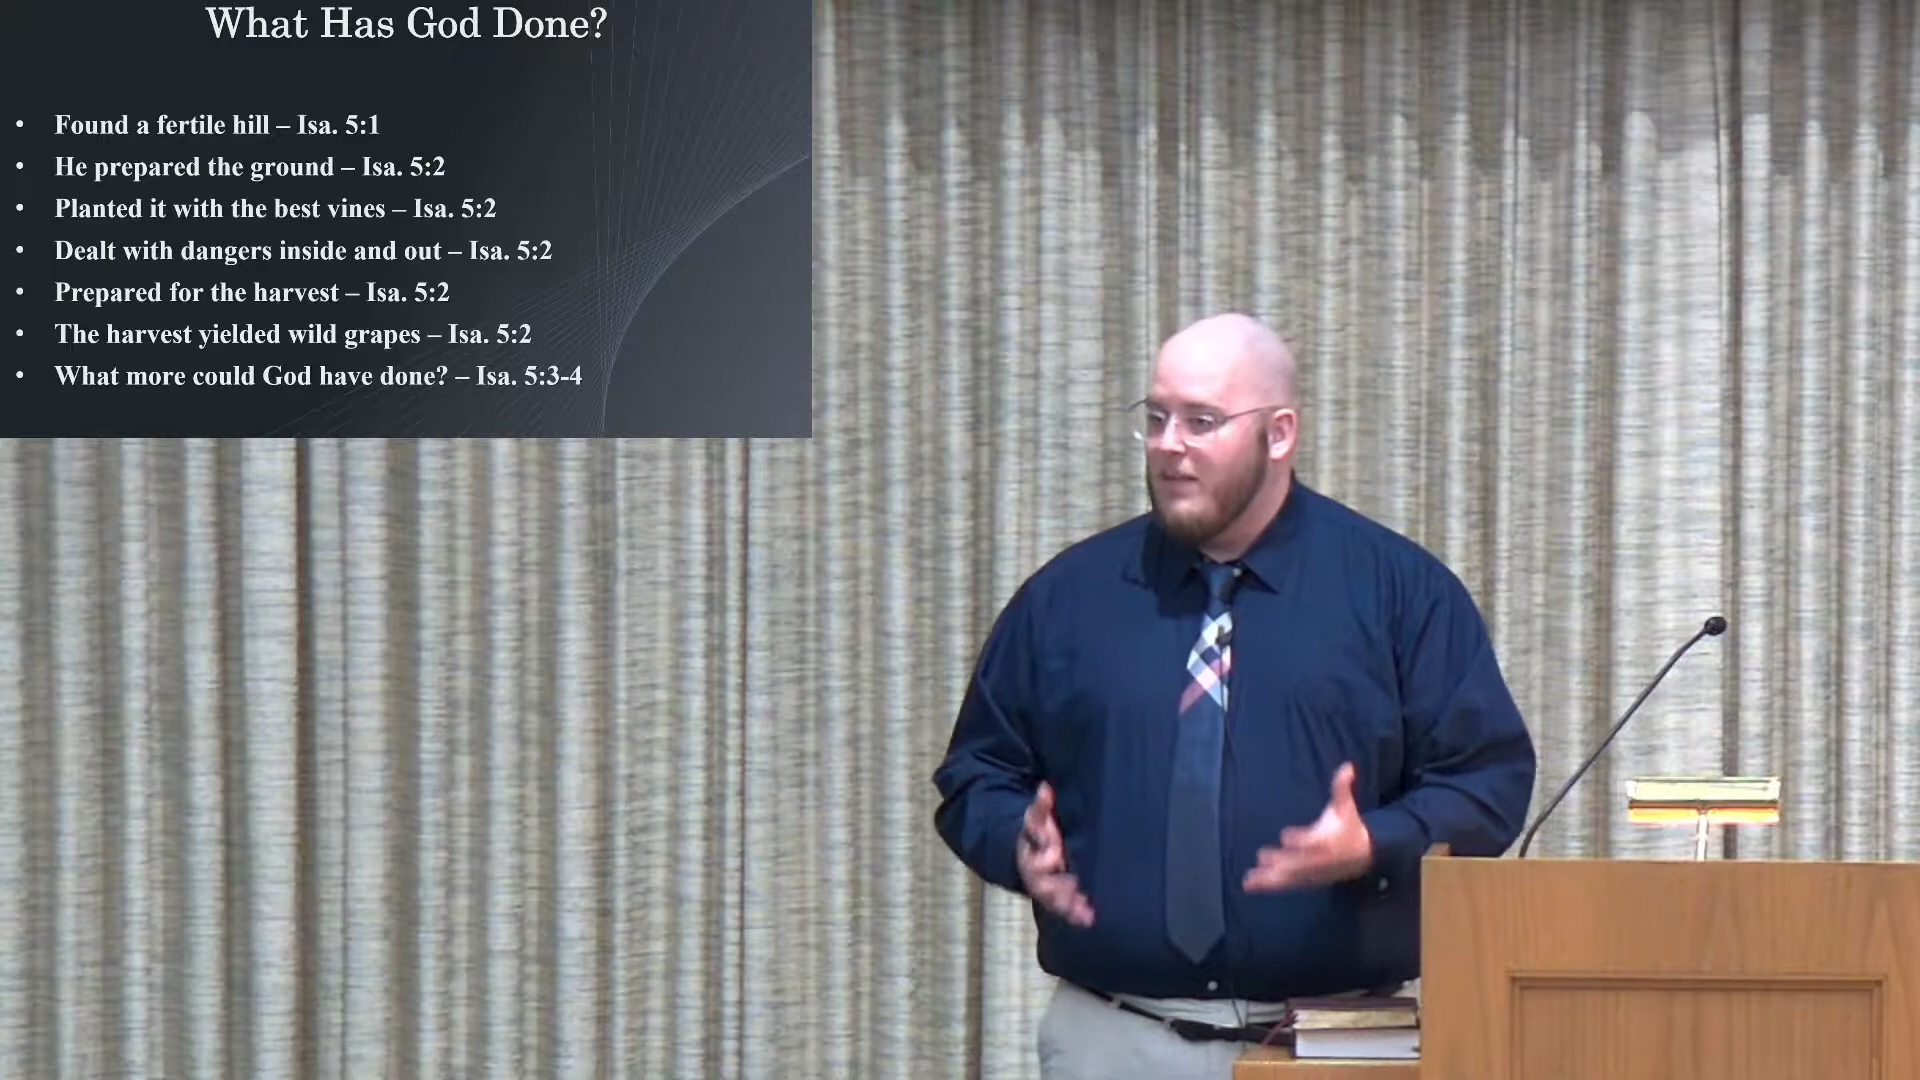 What Has God Done?
• Found a fertile hill – Isa. 5:1
• He prepared the ground – Isa. 5:2
• Planted it with the best vines – Isa. 5:2
• Dealt with dangers inside and out – Isa. 5:2
• Prepared for the harvest – Isa. 5:2
• The harvest yielded wild grapes – Isa. 5:2
• What more could God have done? – Isa. 5:3-4